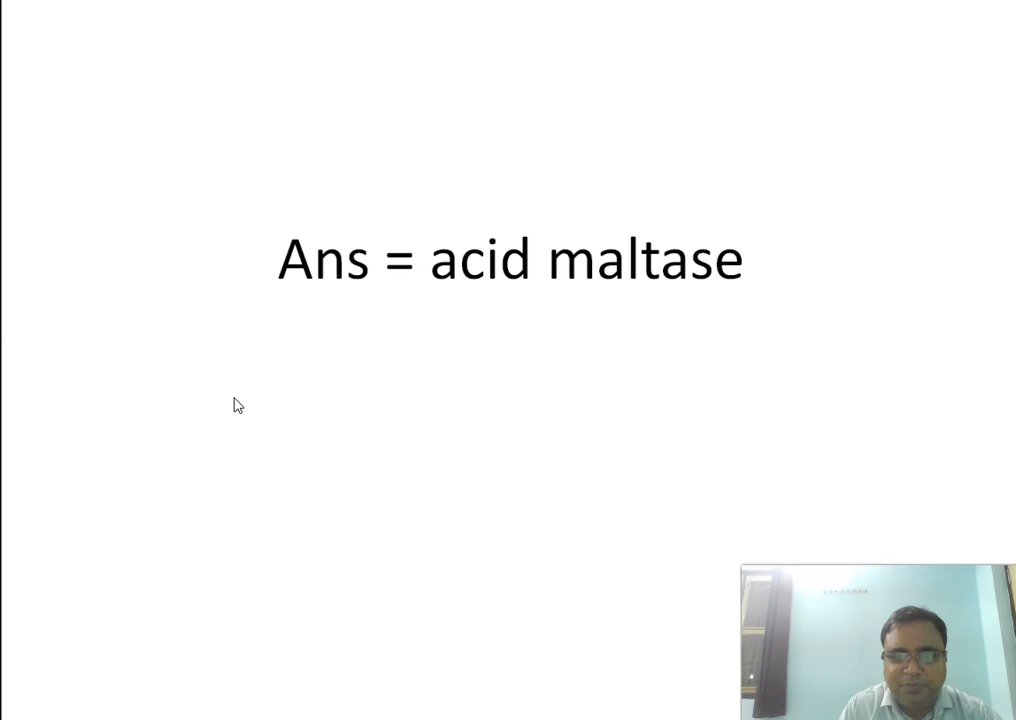 Ans = acid maltase